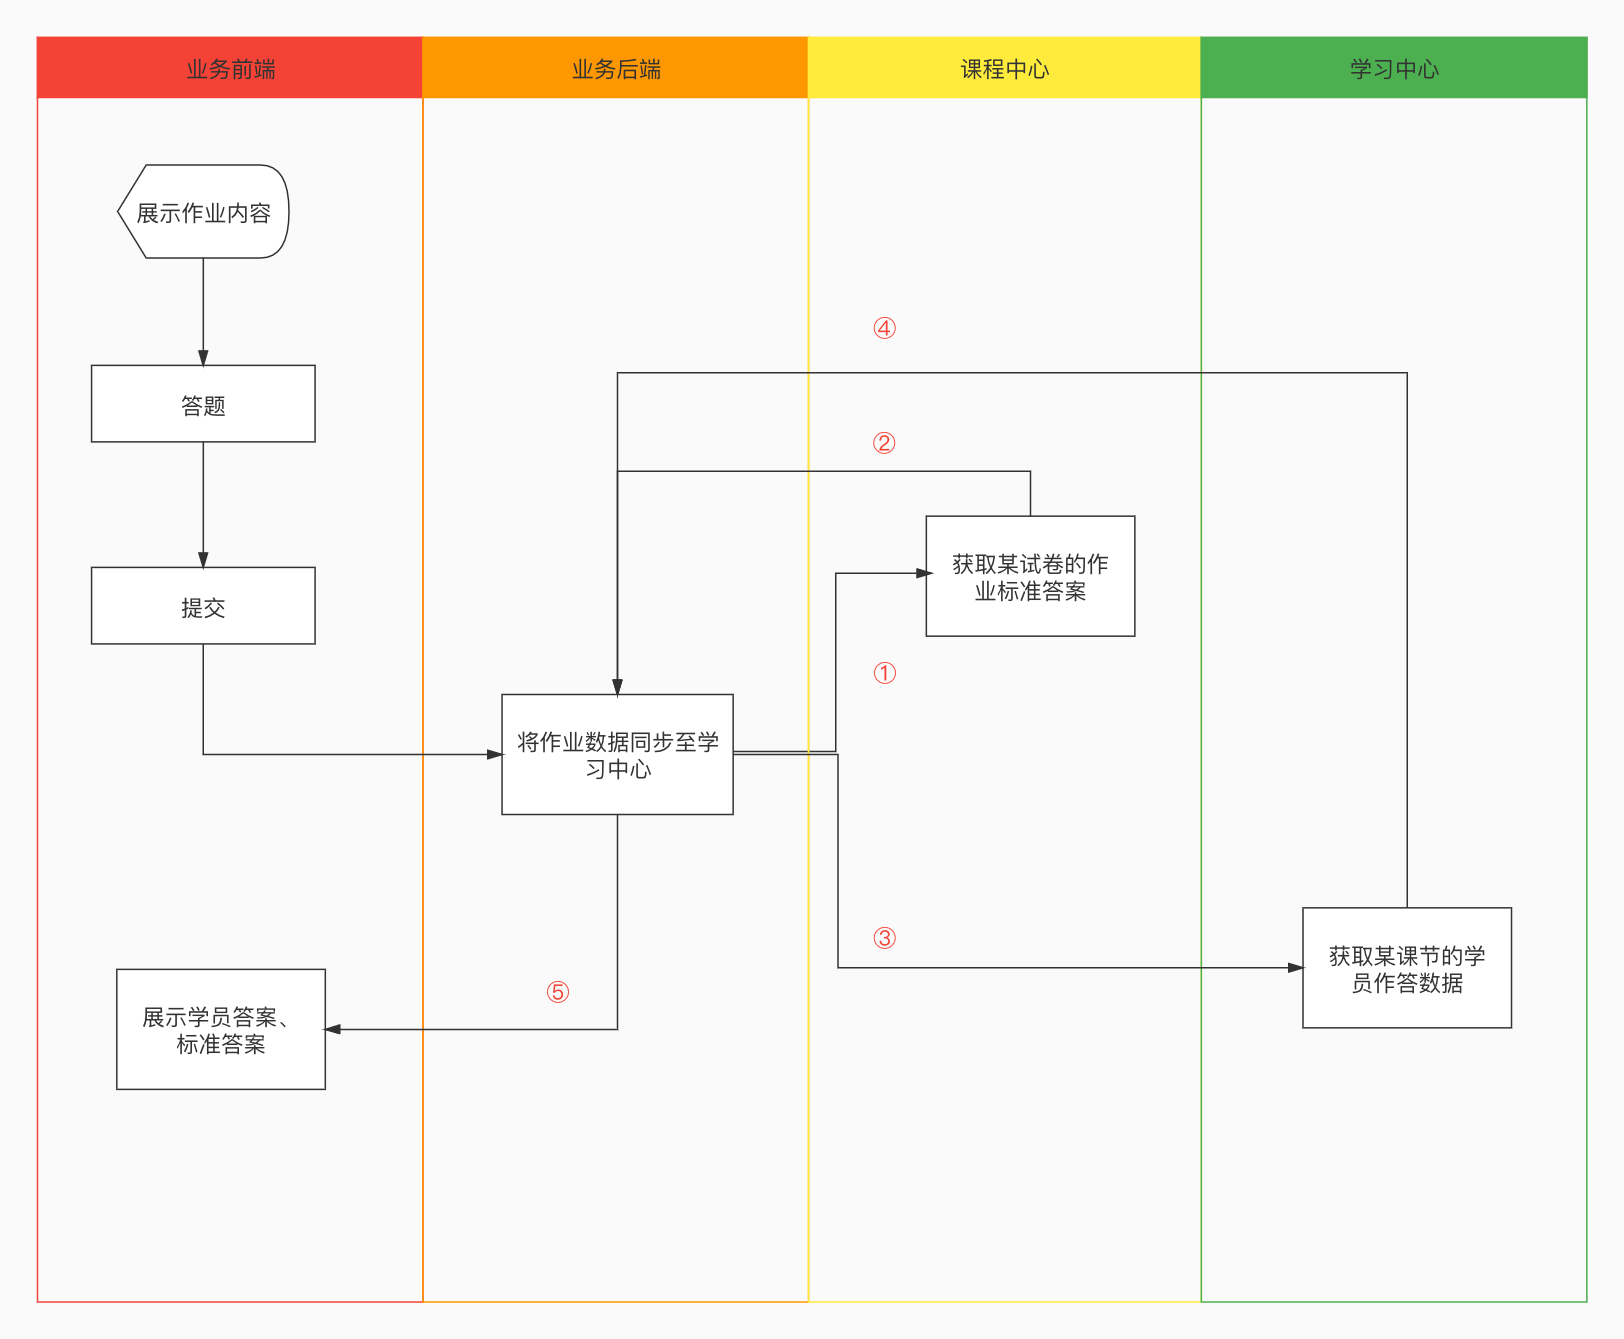 业务前端
业务后端
课程中心
学习中心
展示作业内容
④
答题
②
获取某试卷的作
业标准答案
提交
①
将作业数据同步至学
习中心
③
获取某课节的学
员作答数据
⑤
展示学员答案、
标准答案